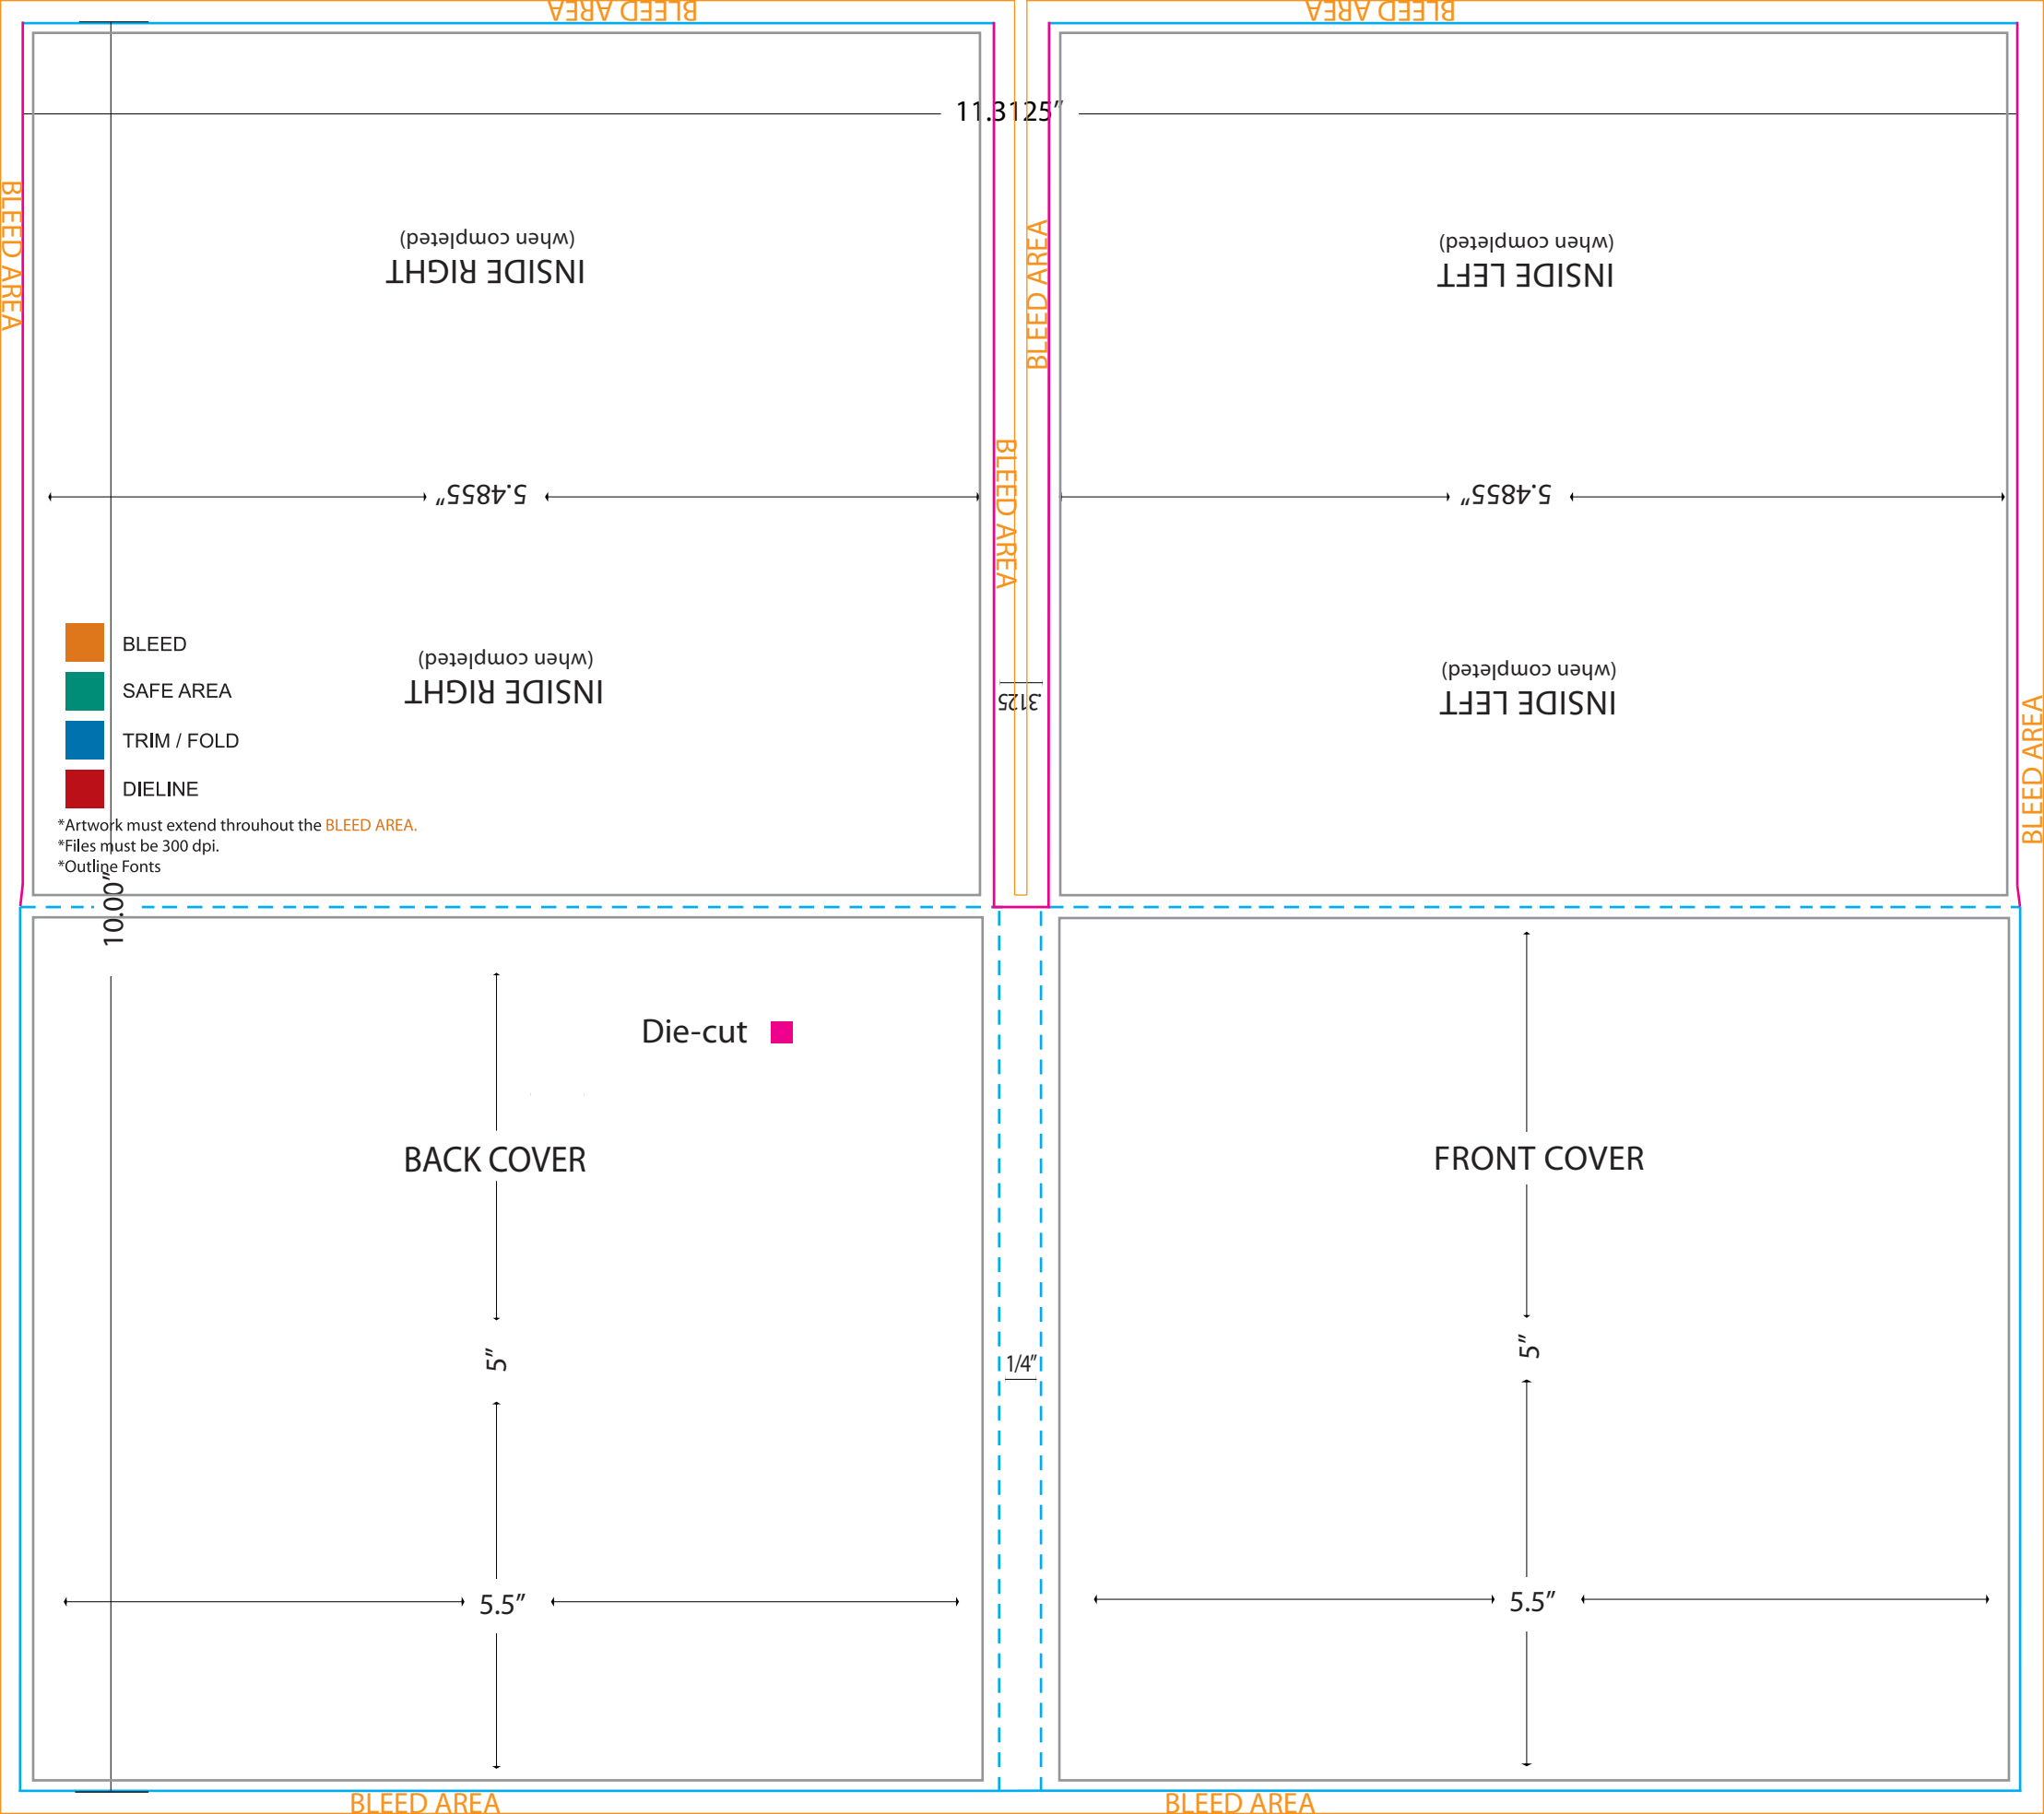 BLEED AREA
BLEED AREA
11.3125”
BLEED AREA
BLEED AREA
(when completed)
INSIDE RIGHT
(when completed)
INSIDE LEFT
BLEED AREA
5.4855”
5.4855”
BLEED
SAFE AREA
TRIM / FOLD
DIELINE
(when completed)
INSIDE RIGHT
.3125
(when completed)
INSIDE LEFT
BLEED AREA
*Artwork must extend throuhout the BLEED AREA.
*Files must be 300 dpi.
*Outline Fonts
10.00”
Die-cut
BACK COVER
FRONT COVER
5”
1/4”
5”
5.5”
5.5”
BLEED AREA
BLEED AREA